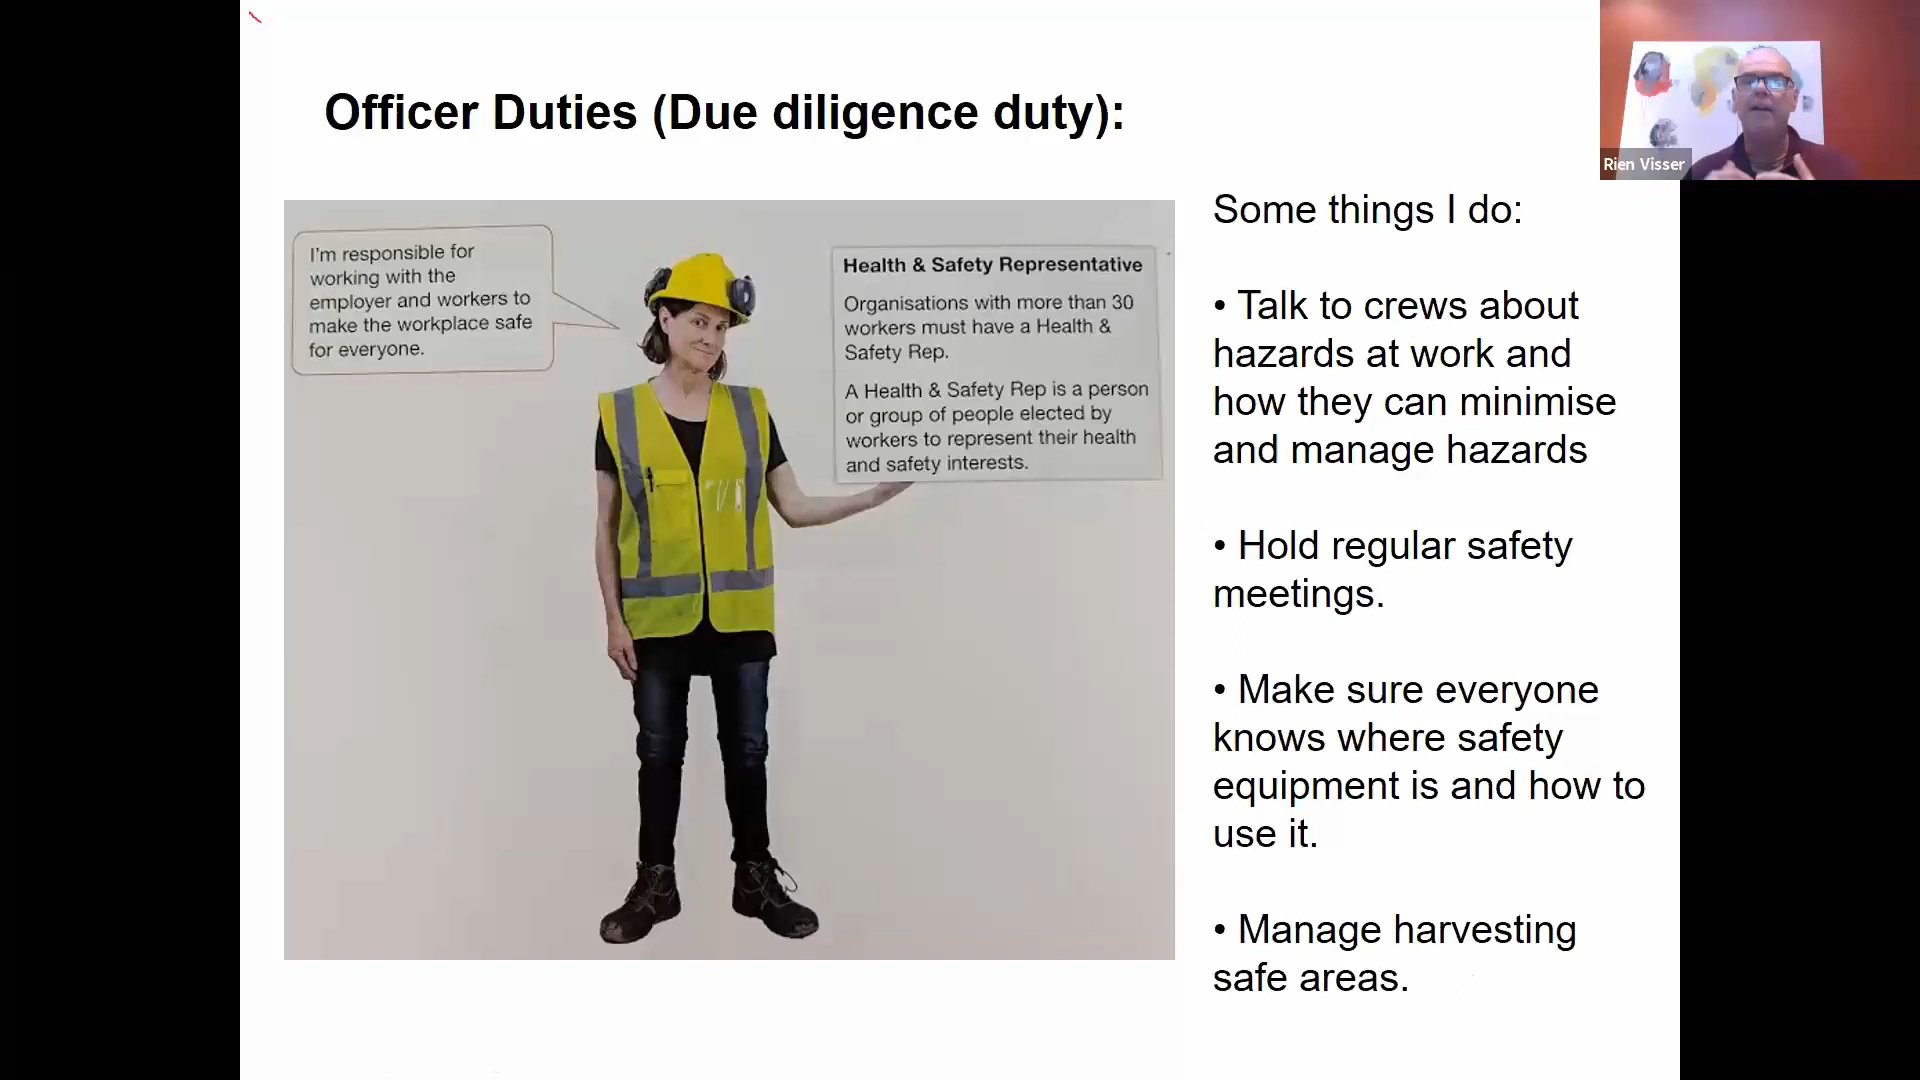 Officer Duties (Due diligence duty):
Rien Visser
I'm responsible for
working with the
employer and workers to
make the workplace safe
for everyone.
Health & Safety Representative
Organisations with more than 30
workers must have a Health &
Safety Rep.
A Health & Safety Rep is a person
or group of people elected by
workers to represent their health
and safety interests.
Some things I do:
• Talk to crews about
hazards at work and
how they can minimise
and manage hazards
• Hold regular safety
meetings.
• Make sure everyone
knows where safety
equipment is and how to
use it.
• Manage harvesting
safe areas.